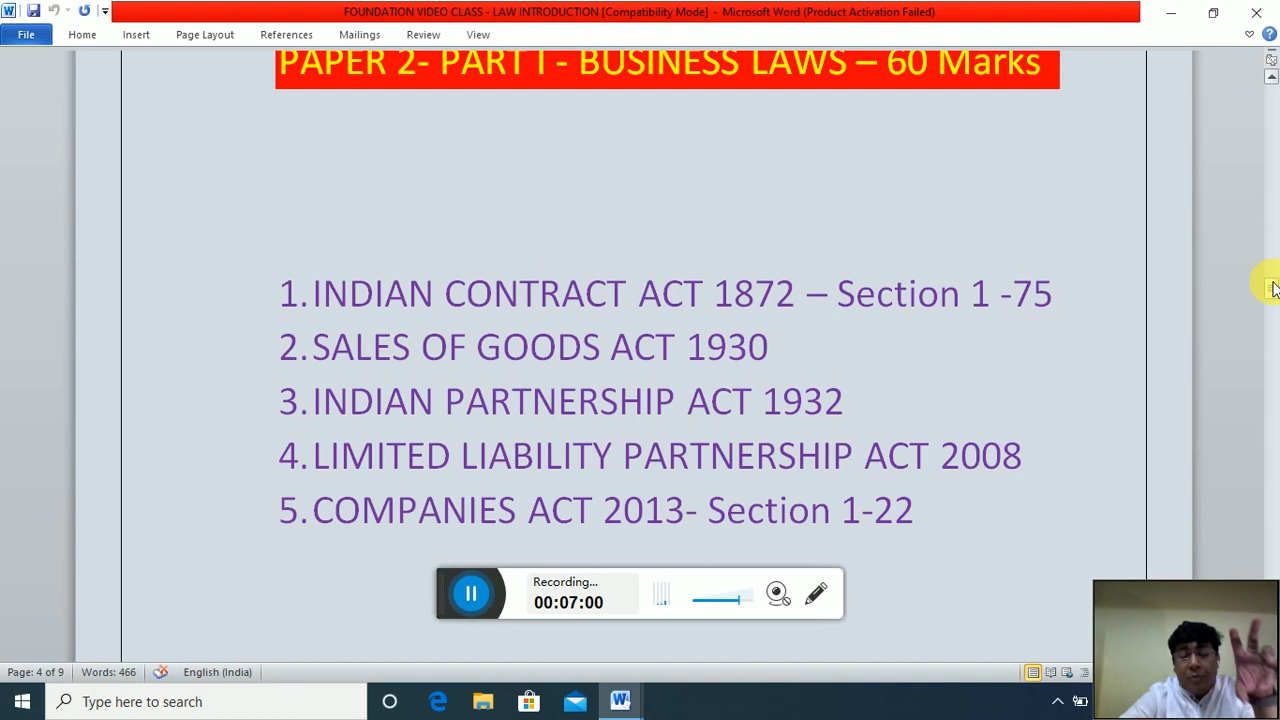 FOUNDATION VIDEO CLASS - LAW INTRODUCTION [Compatibility Mode] - Microsoft Word (Product Activation Failed)
File Home Insert Page Layout References Mailings Review View
PAPER 2- PART I - BUSINESS LAWS – 60 Marks
1. INDIAN CONTRACT ACT 1872 – Section 1 -75
2. SALES OF GOODS ACT 1930
3. INDIAN PARTNERSHIP ACT 1932
4. LIMITED LIABILITY PARTNERSHIP ACT 2008
5. COMPANIES ACT 2013- Section 1-22
Recording...
00:07:00
Page: 4 of 9 Words: 466 English (India)
Type here to search